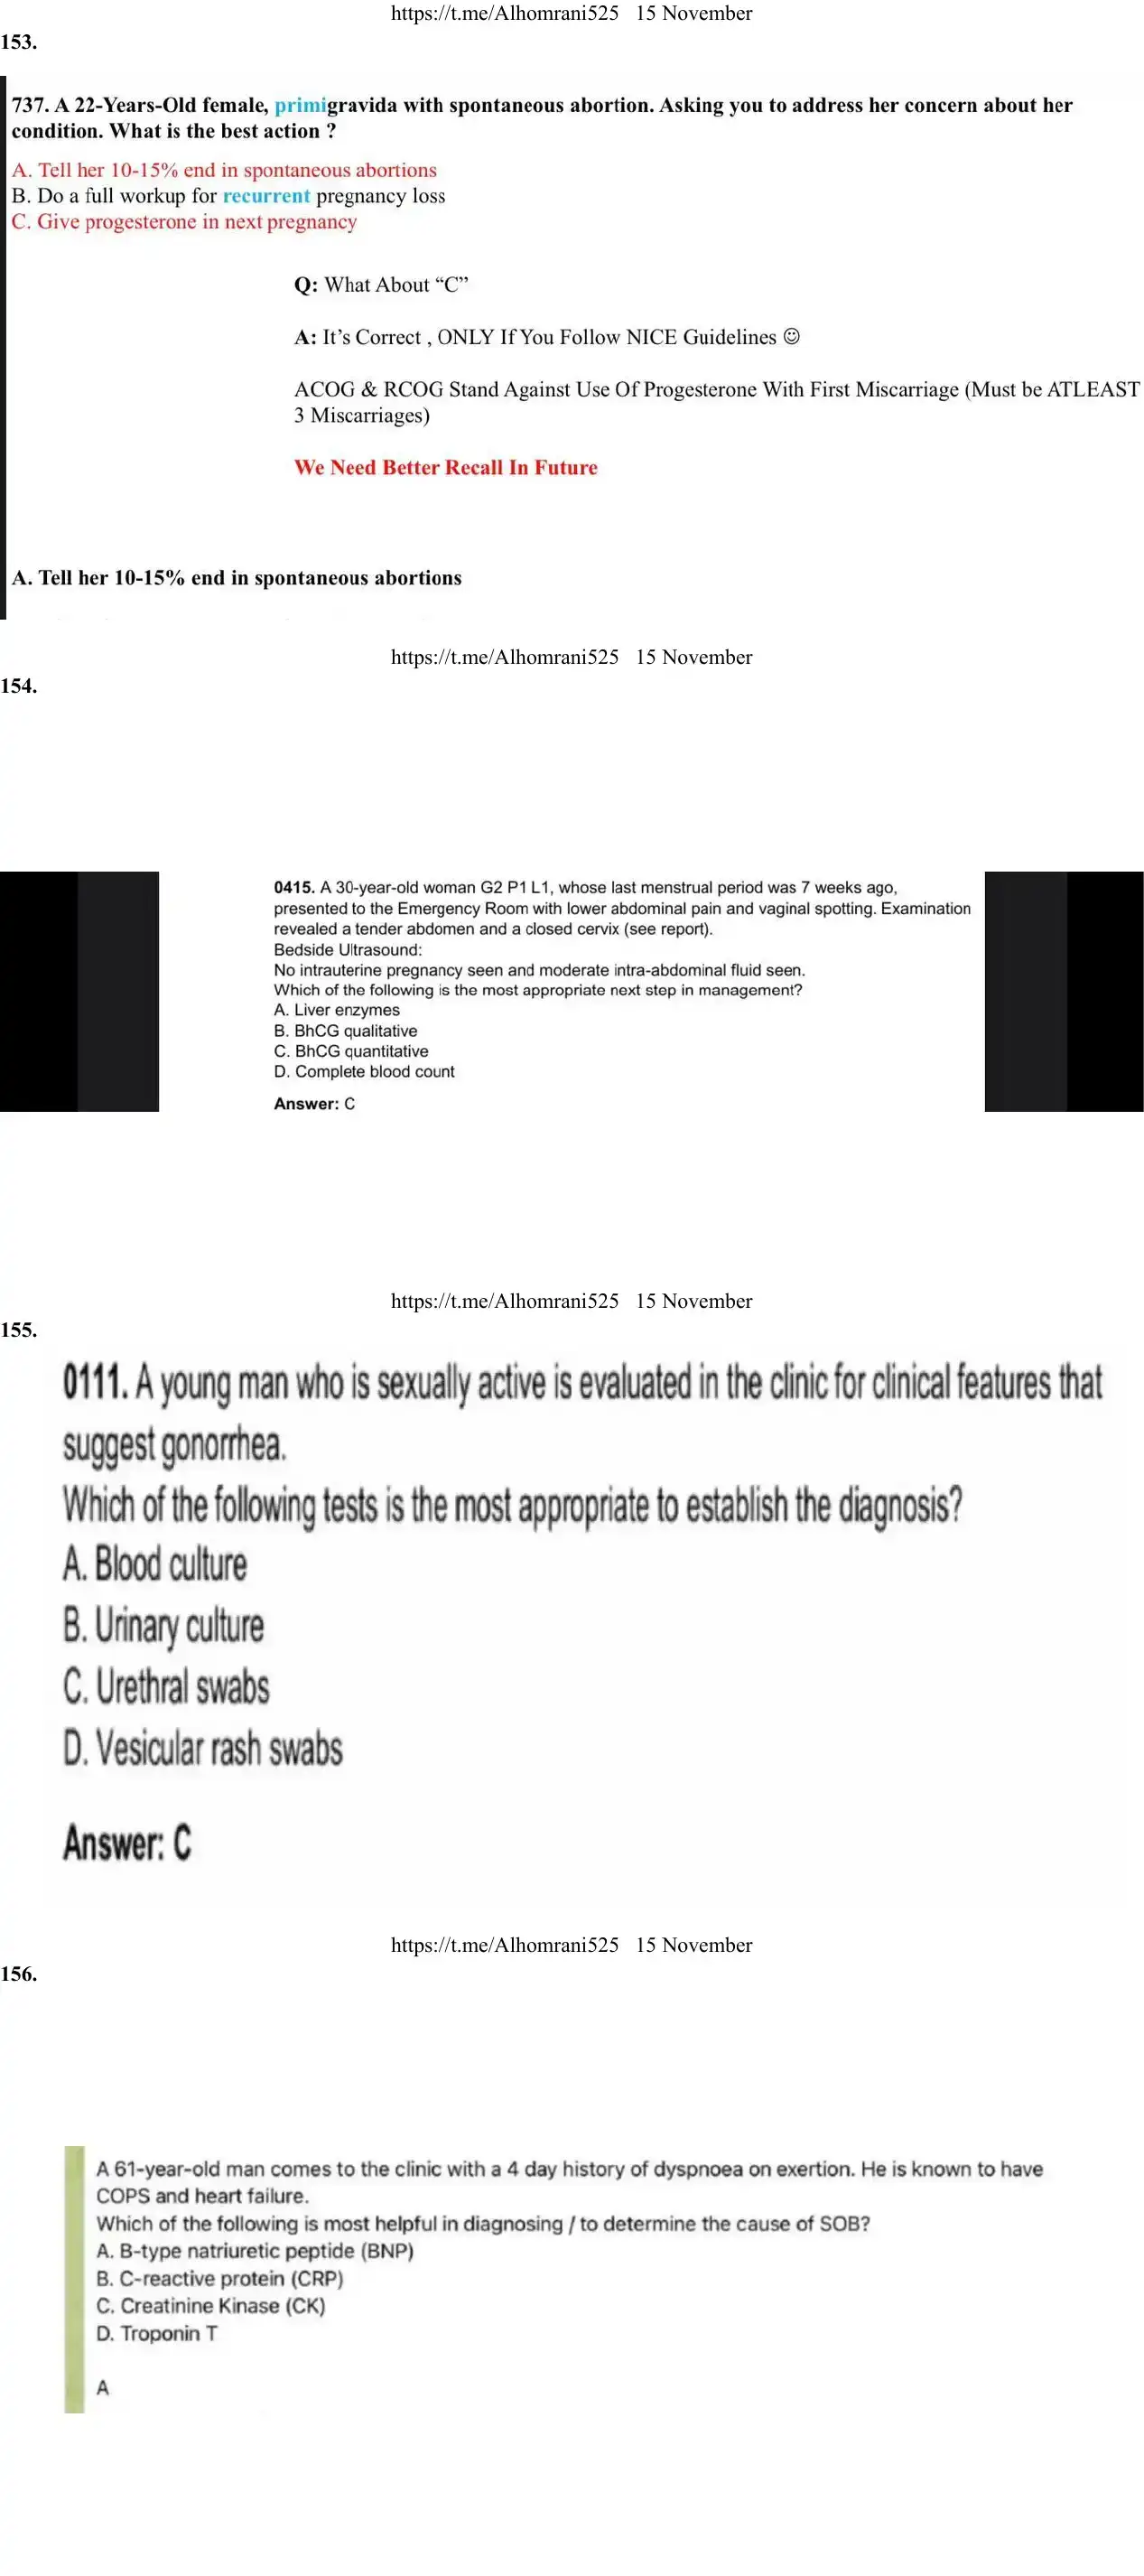 https://t.me/Alhomrani525 15 November
153.
737. A 22-Years-Old female, primigravida with spontaneous abortion. Asking you to address her concern about her
condition. What is the best action ?
A. Tell her 10-15% end in spontaneous abortions
B. Do a full workup for recurrent pregnancy loss
C. Give progesterone in next pregnancy
Q: What About “C”
A: It’s Correct , ONLY If You Follow NICE Guidelines ☺
ACOG & RCOG Stand Against Use Of Progesterone With First Miscarriage (Must be ATLEAST
3 Miscarriages)
We Need Better Recall In Future
A. Tell her 10-15% end in spontaneous abortions
https://t.me/Alhomrani525 15 November
154.
0415. A 30-year-old woman G2 P1 L1, whose last menstrual period was 7 weeks ago,
presented to the Emergency Room with lower abdominal pain and vaginal spotting. Examination
revealed a tender abdomen and a closed cervix (see report).
Bedside Ultrasound:
No intrauterine pregnancy seen and moderate intra-abdominal fluid seen.
Which of the following is the most appropriate next step in management?
A. Liver enzymes
B. BhCG qualitative
C. BhCG quantitative
D. Complete blood count
Answer: C
https://t.me/Alhomrani525 15 November
155.
0111. A young man who is sexually active is evaluated in the clinic for clinical features that
suggest gonorrhea.
Which of the following tests is the most appropriate to establish the diagnosis?
A. Blood culture
B. Urinary culture
C. Urethral swabs
D. Vesicular rash swabs
Answer: C
https://t.me/Alhomrani525 15 November
156.
A 61-year-old man comes to the clinic with a 4 day history of dyspnoea on exertion. He is known to have
COPS and heart failure.
Which of the following is most helpful in diagnosing / to determine the cause of SOB?
A. B-type natriuretic peptide (BNP)
B. C-reactive protein (CRP)
C. Creatinine Kinase (CK)
D. Troponin T
A